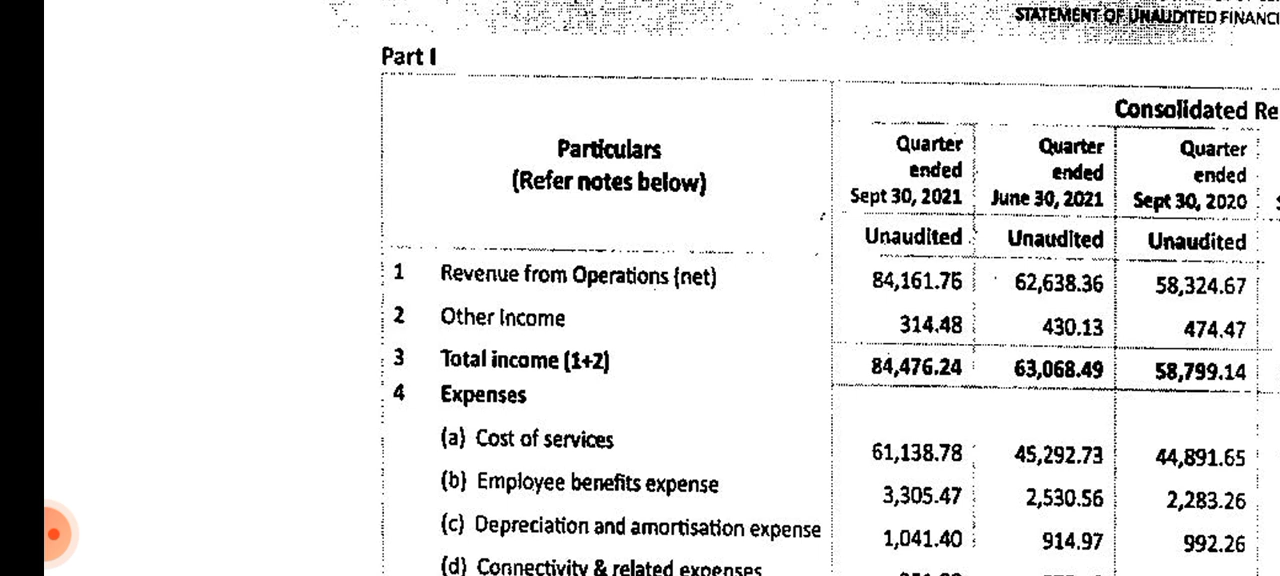 STATEMENT OF UNAUDITED FINANCI
Part I
Consolidated Re
Particulars
(Refer notes below)
Quarter ended Sept 30, 2021
Quarter ended June 30, 2021
Quarter ended Sept 30, 2020
Unaudited Unaudited Unaudited
1 Revenue from Operations (net) 84,161.76 62,638.36 58,324.67
2 Other Income 314.48 430.13 474.47
3 Total income (1+2) 84,476.24 63,068.49 58,799.14
4 Expenses
(a) Cost of services 61,138.78 45,292.73 44,891.65
(b) Employee benefits expense 3,305.47 2,530.56 2,283.26
(c) Depreciation and amortisation expense 1,041.40 914.97 992.26
(d) Connectivity & related expenses